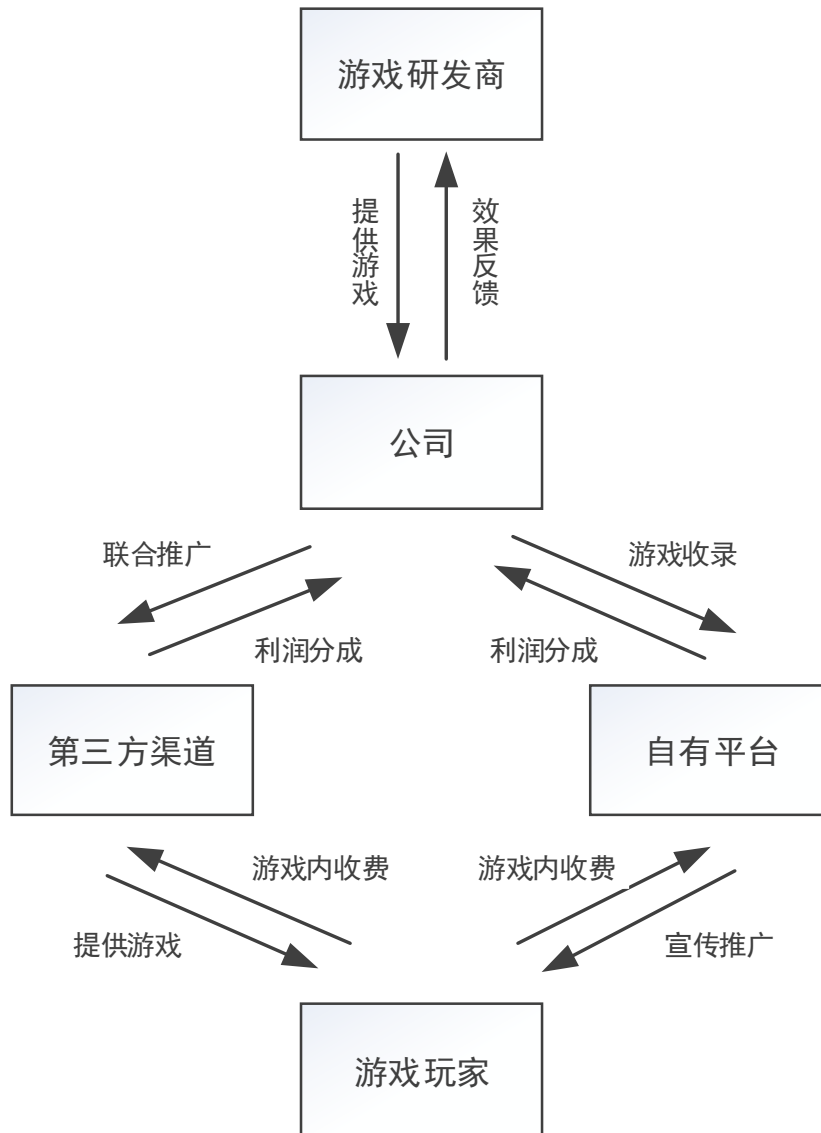 游戏研发商
提供游戏
效果反馈
公司
联合推广
游戏收录
利润分成
利润分成
第三方渠道
自有平台
游戏内收费
游戏内收费
提供游戏
宣传推广
游戏玩家